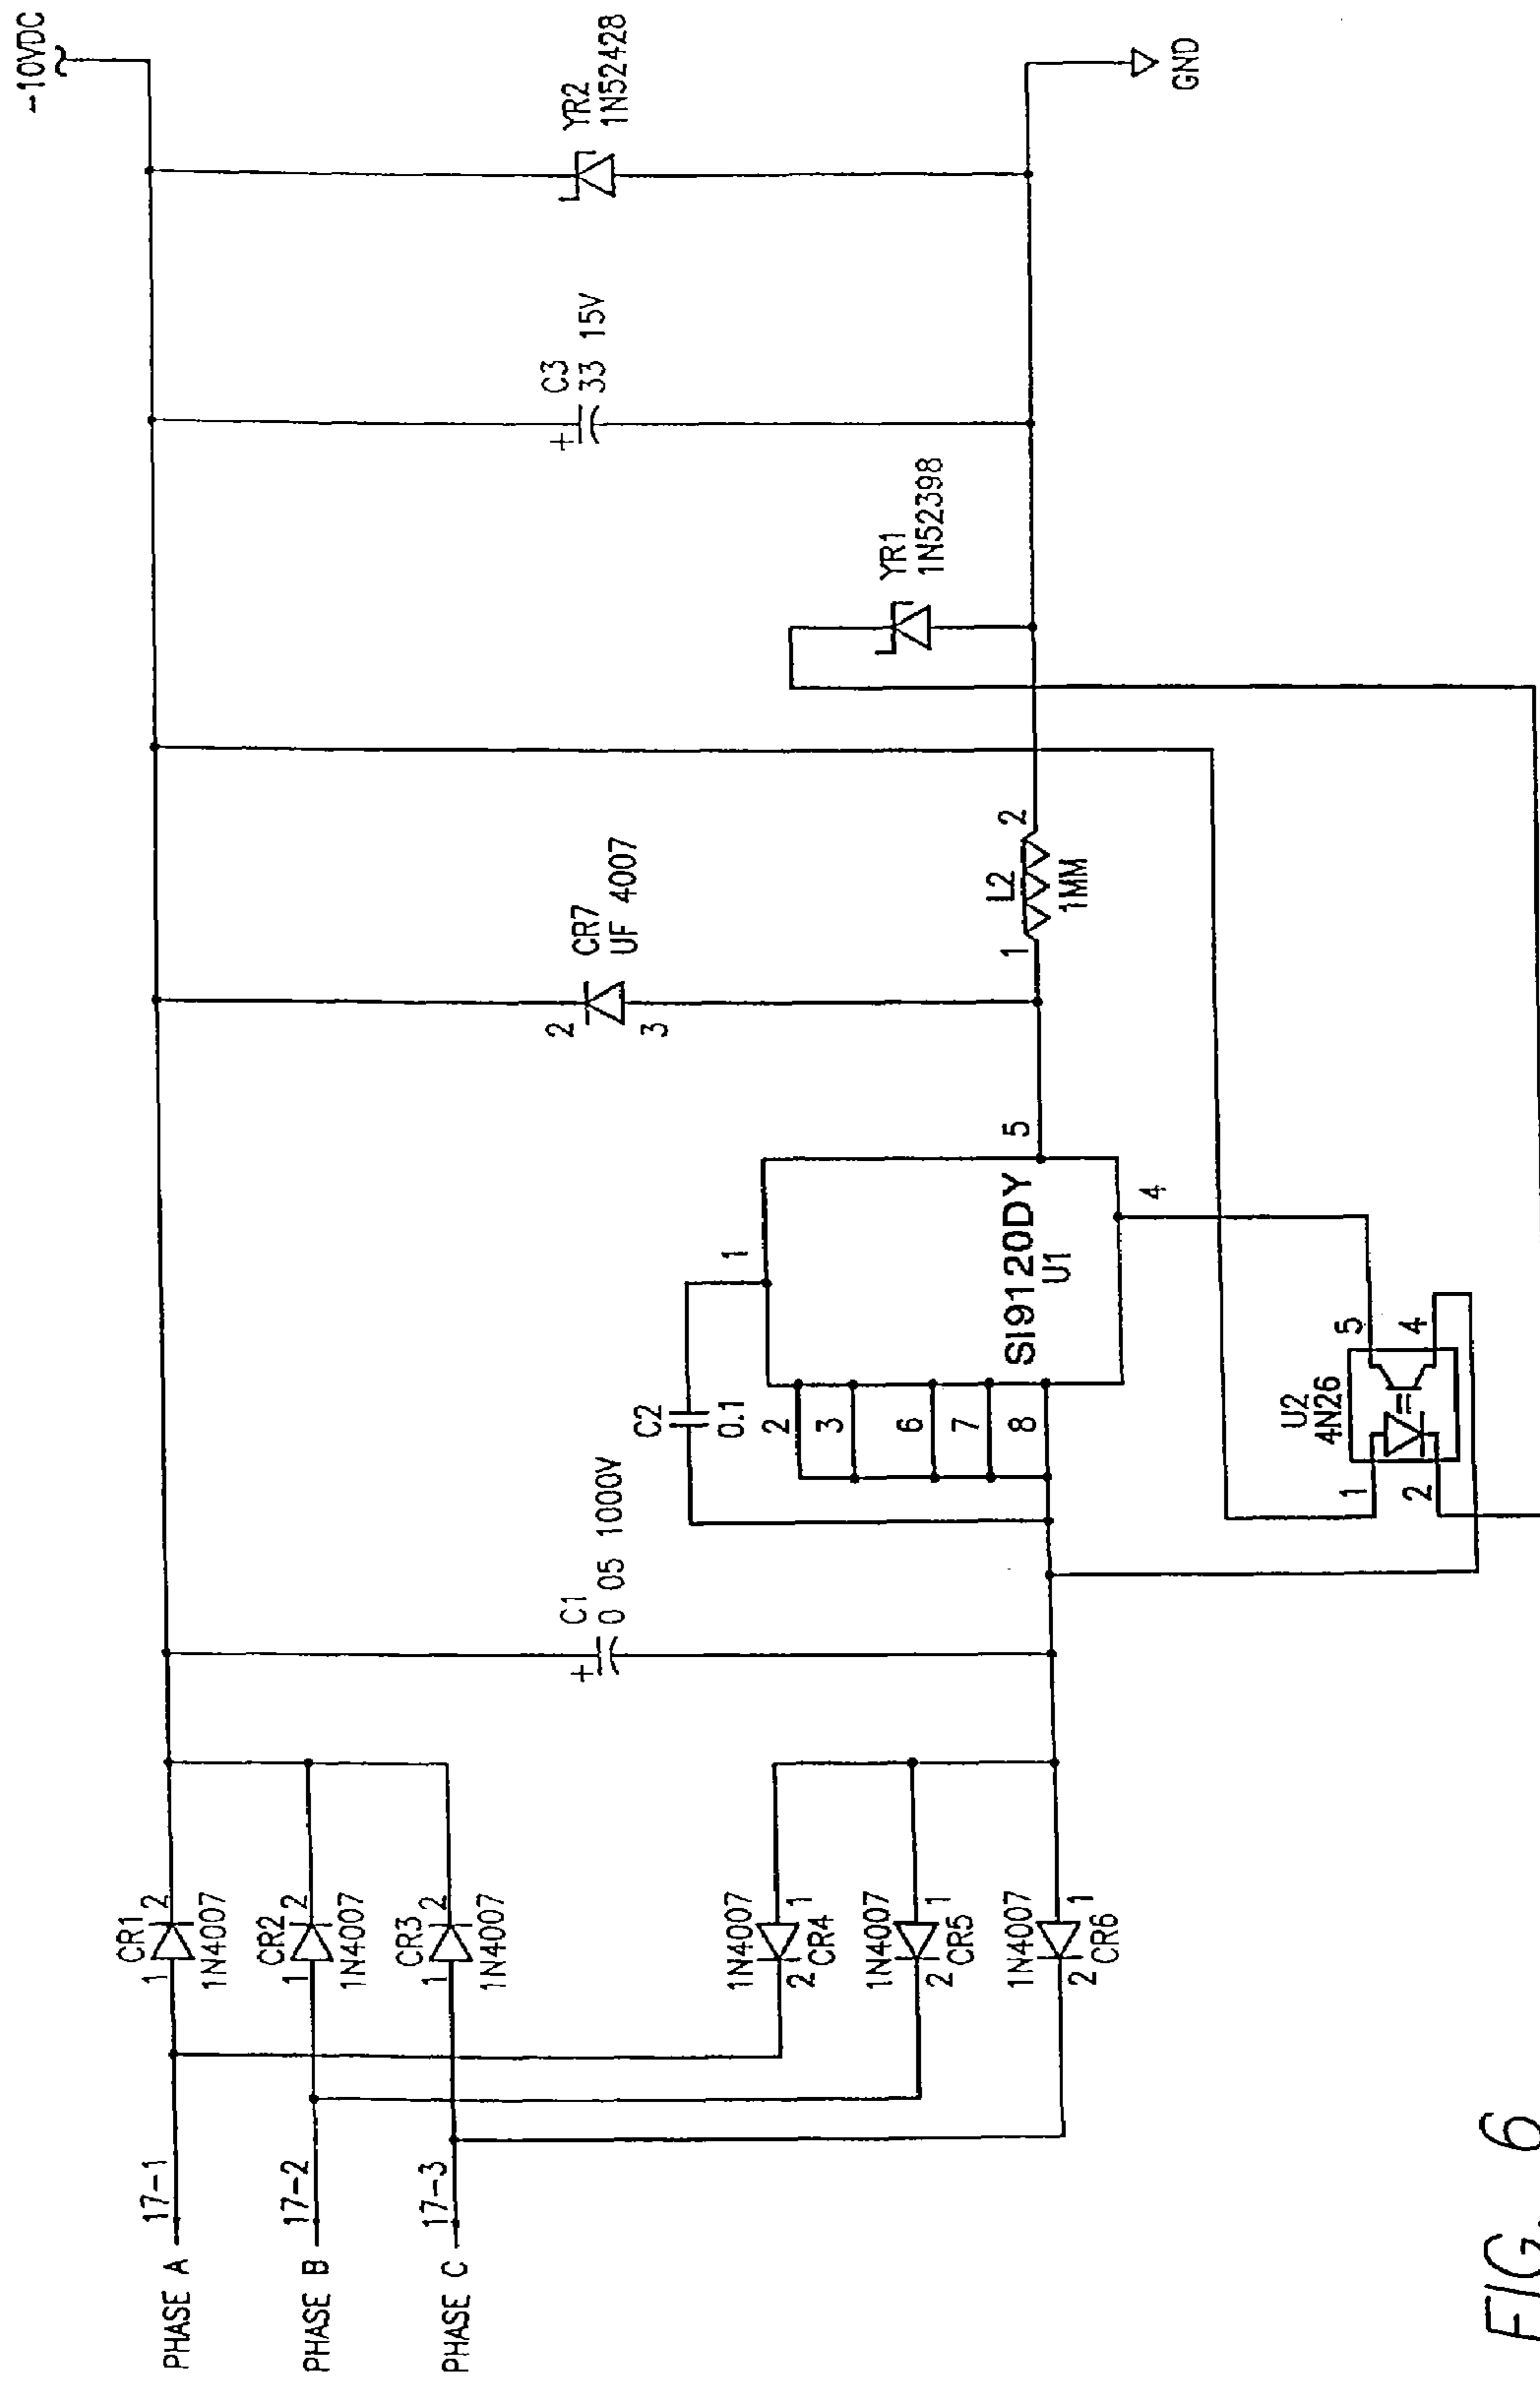 -10VDC
GND
YR2
1N52428
C3
+
33 15V
YR1
1N52398
CR7
UF 4007
2
3
1
L2
2
1MM
SI9120DY
U1
1
5
4
C2
0.1
2
3
6
7
8
U2
4N26
1
2
5
4
C1
+
0 05 1000V
CR1
1
2
1N4007
CR2
1
2
1N4007
CR3
1
2
1N4007
1N4007
2
1
CR4
1N4007
2
1
CR5
1N4007
2
1
CR6
PHASE A
17-1
PHASE B
17-2
PHASE C
17-3
FIG. 6